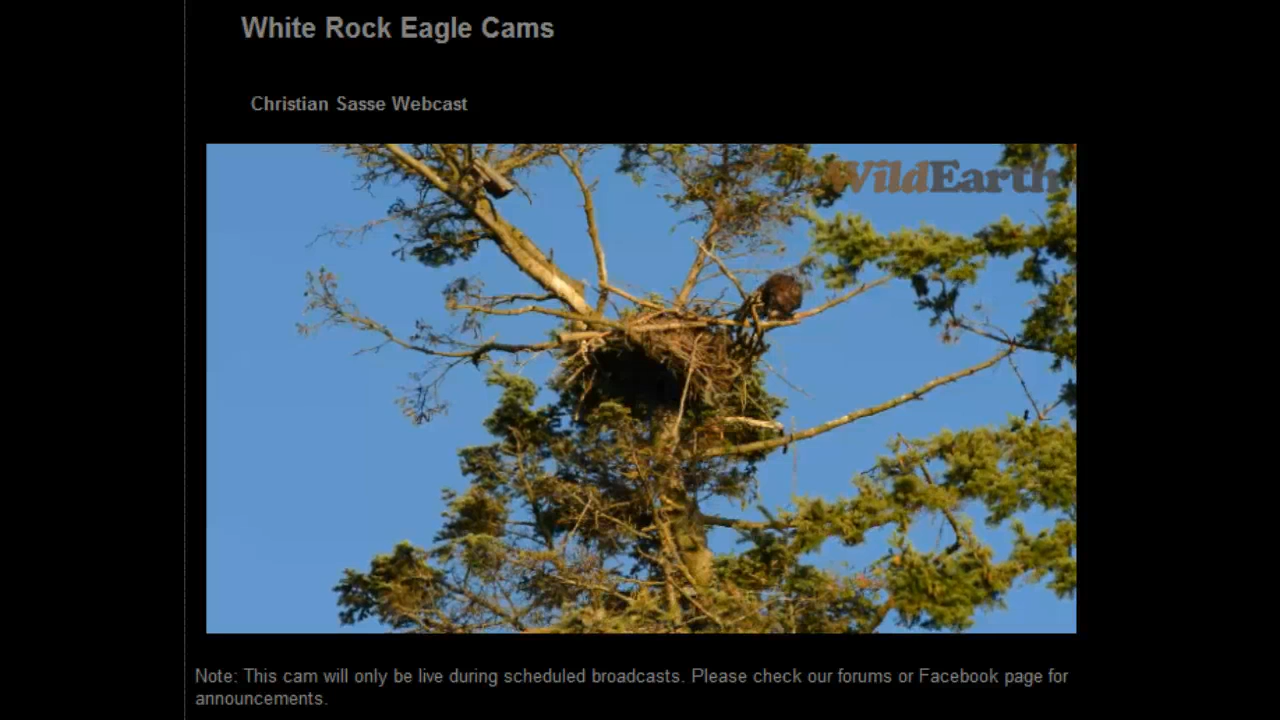 White Rock Eagle Cams
Christian Sasse Webcast
WildEarth
Note: This cam will only be live during scheduled broadcasts. Please check our forums or Facebook page for
announcements.